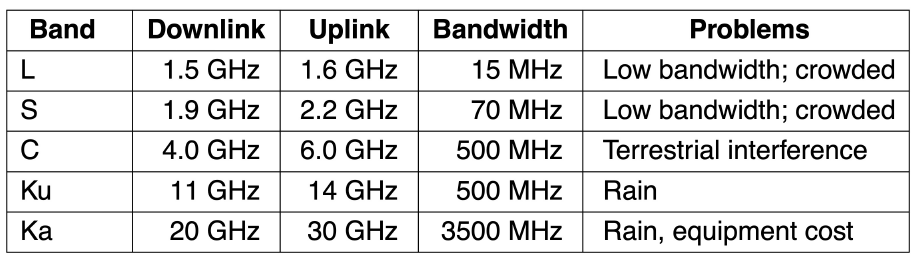 Band Downlink Uplink Bandwidth Problems
L 1.5 GHz 1.6 GHz 15 MHz Low bandwidth; crowded
S 1.9 GHz 2.2 GHz 70 MHz Low bandwidth; crowded
C 4.0 GHz 6.0 GHz 500 MHz Terrestrial interference
Ku 11 GHz 14 GHz 500 MHz Rain
Ka 20 GHz 30 GHz 3500 MHz Rain, equipment cost